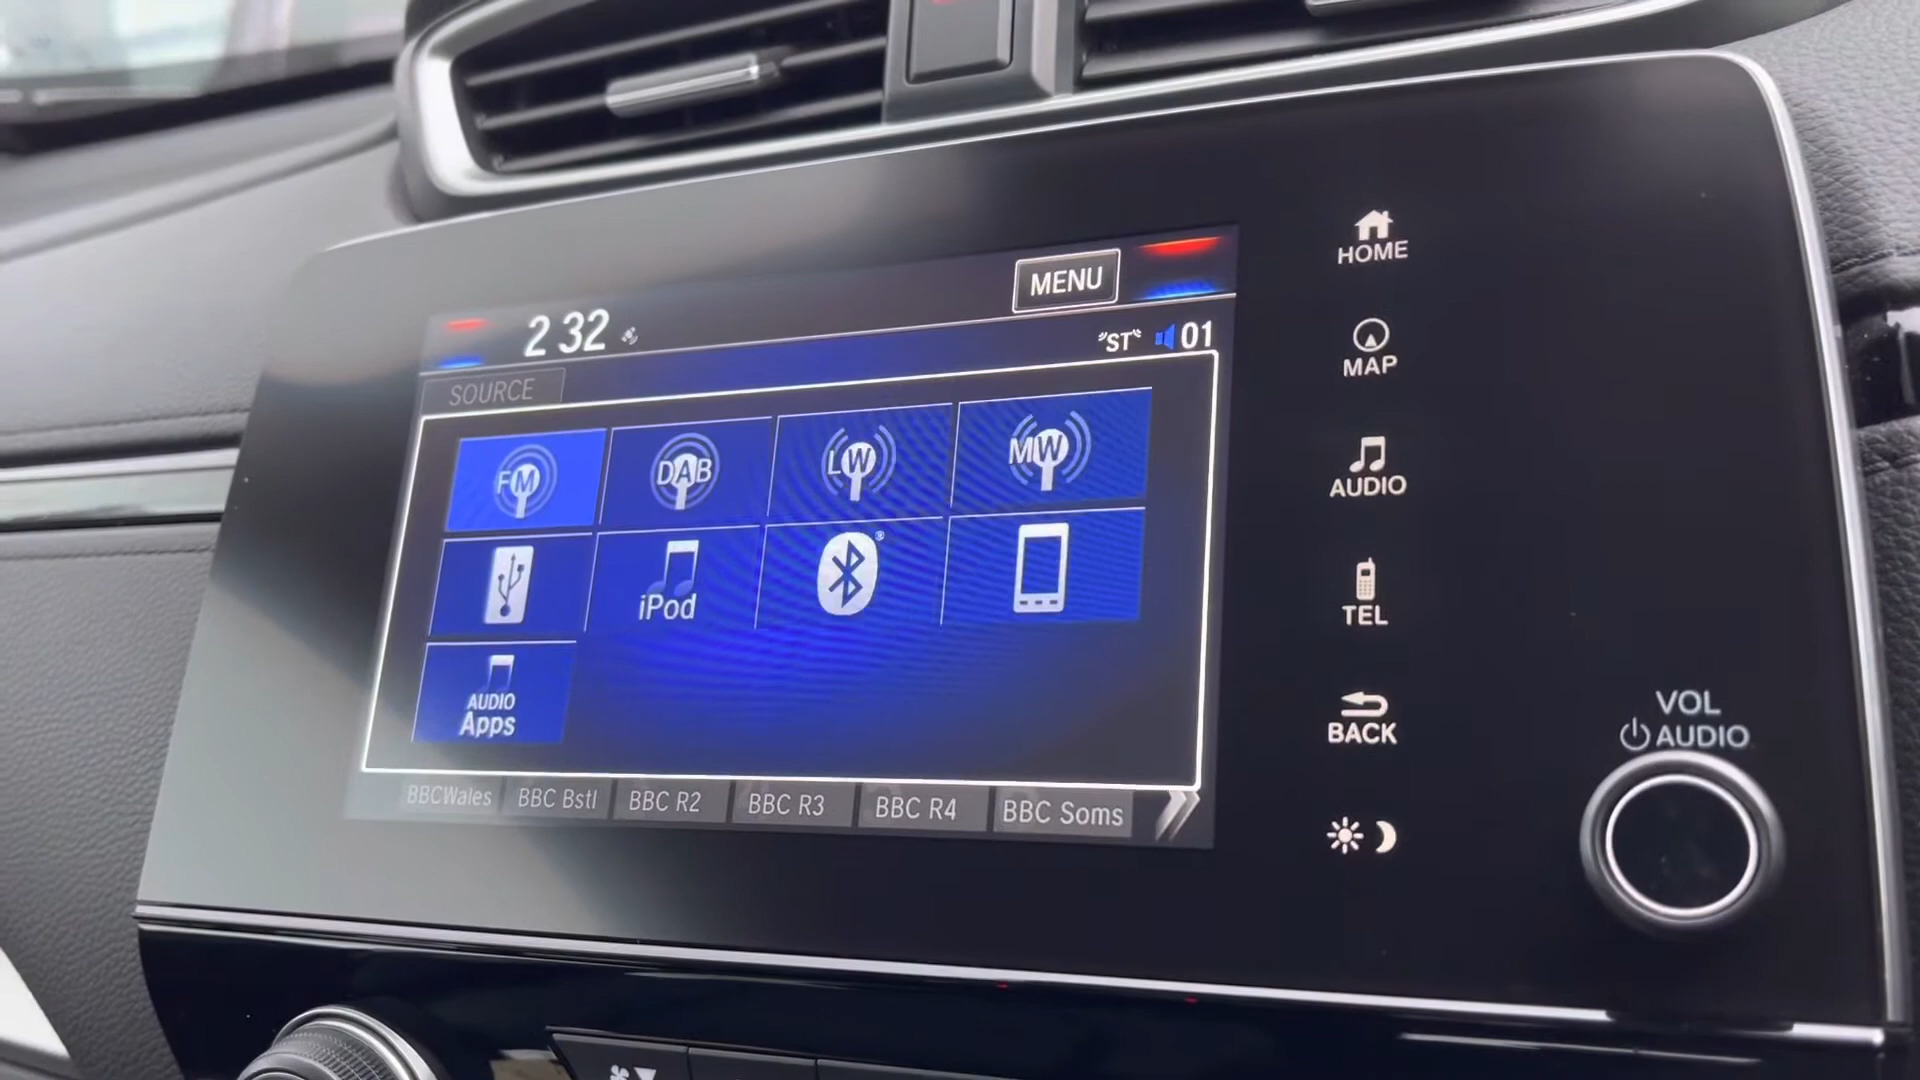 MENU
2 32
"ST" 01
SOURCE
FM DAB LW MW
iPod
AUDIO
Apps
BBCWales BBC Bstl BBC R2 BBC R3 BBC R4 BBC Soms
HOME
MAP
AUDIO
TEL
BACK
VOL
AUDIO